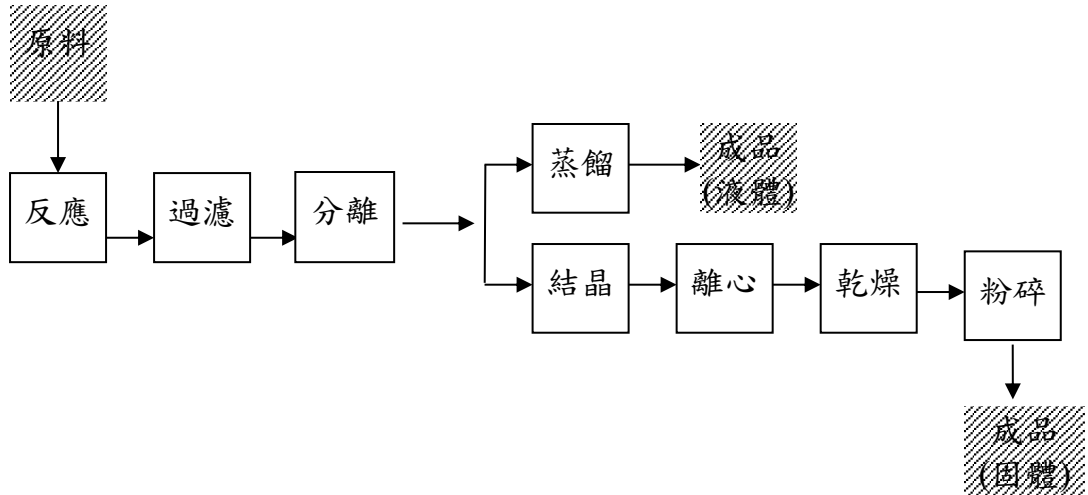 原料
反應
過濾
分離
蒸餾
成品
(液體)
結晶
離心
乾燥
粉碎
成品
(固體)